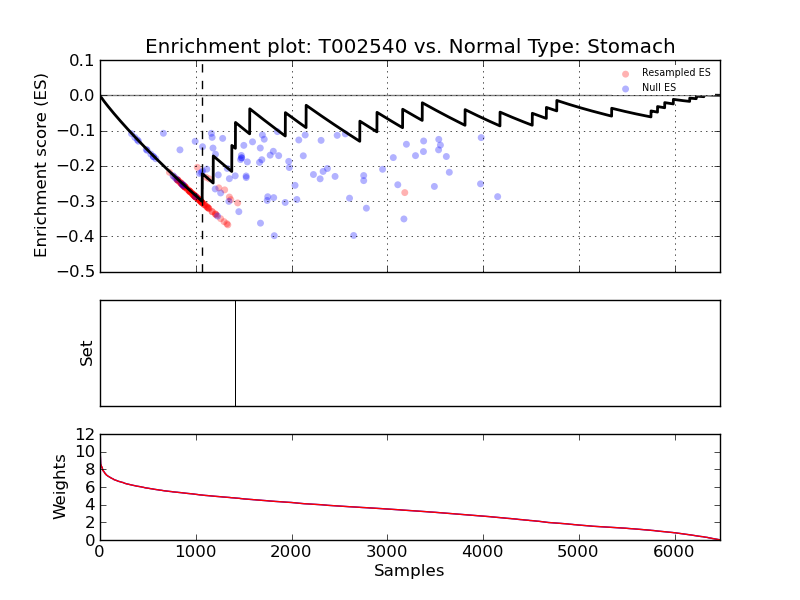 Enrichment plot: T002540 vs. Normal Type: Stomach
Enrichment score (ES)
0.1
0.0
−0.1
−0.2
−0.3
−0.4
−0.5
Resampled ES
Null ES
Set
Weights
12
10
8
6
4
2
0
0 1000 2000 3000 4000 5000 6000
Samples